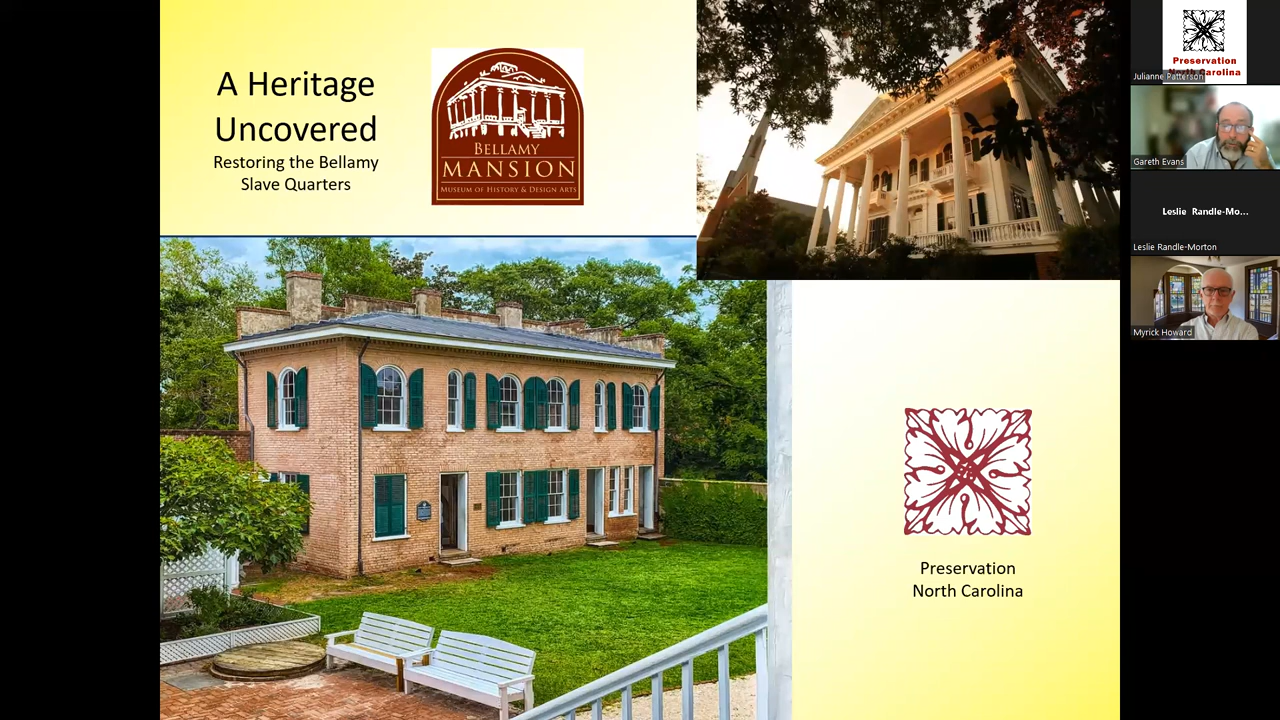 A Heritage
Uncovered
Restoring the Bellamy
Slave Quarters
BELLAMY
MANSION
MUSEUM OF HISTORY & DESIGN ARTS
Preservation
North Carolina
Preservation
North Carolina
Julianne Patterson
Gareth Evans
Leslie Randle-Mo...
Leslie Randle-Morton
Myrick Howard